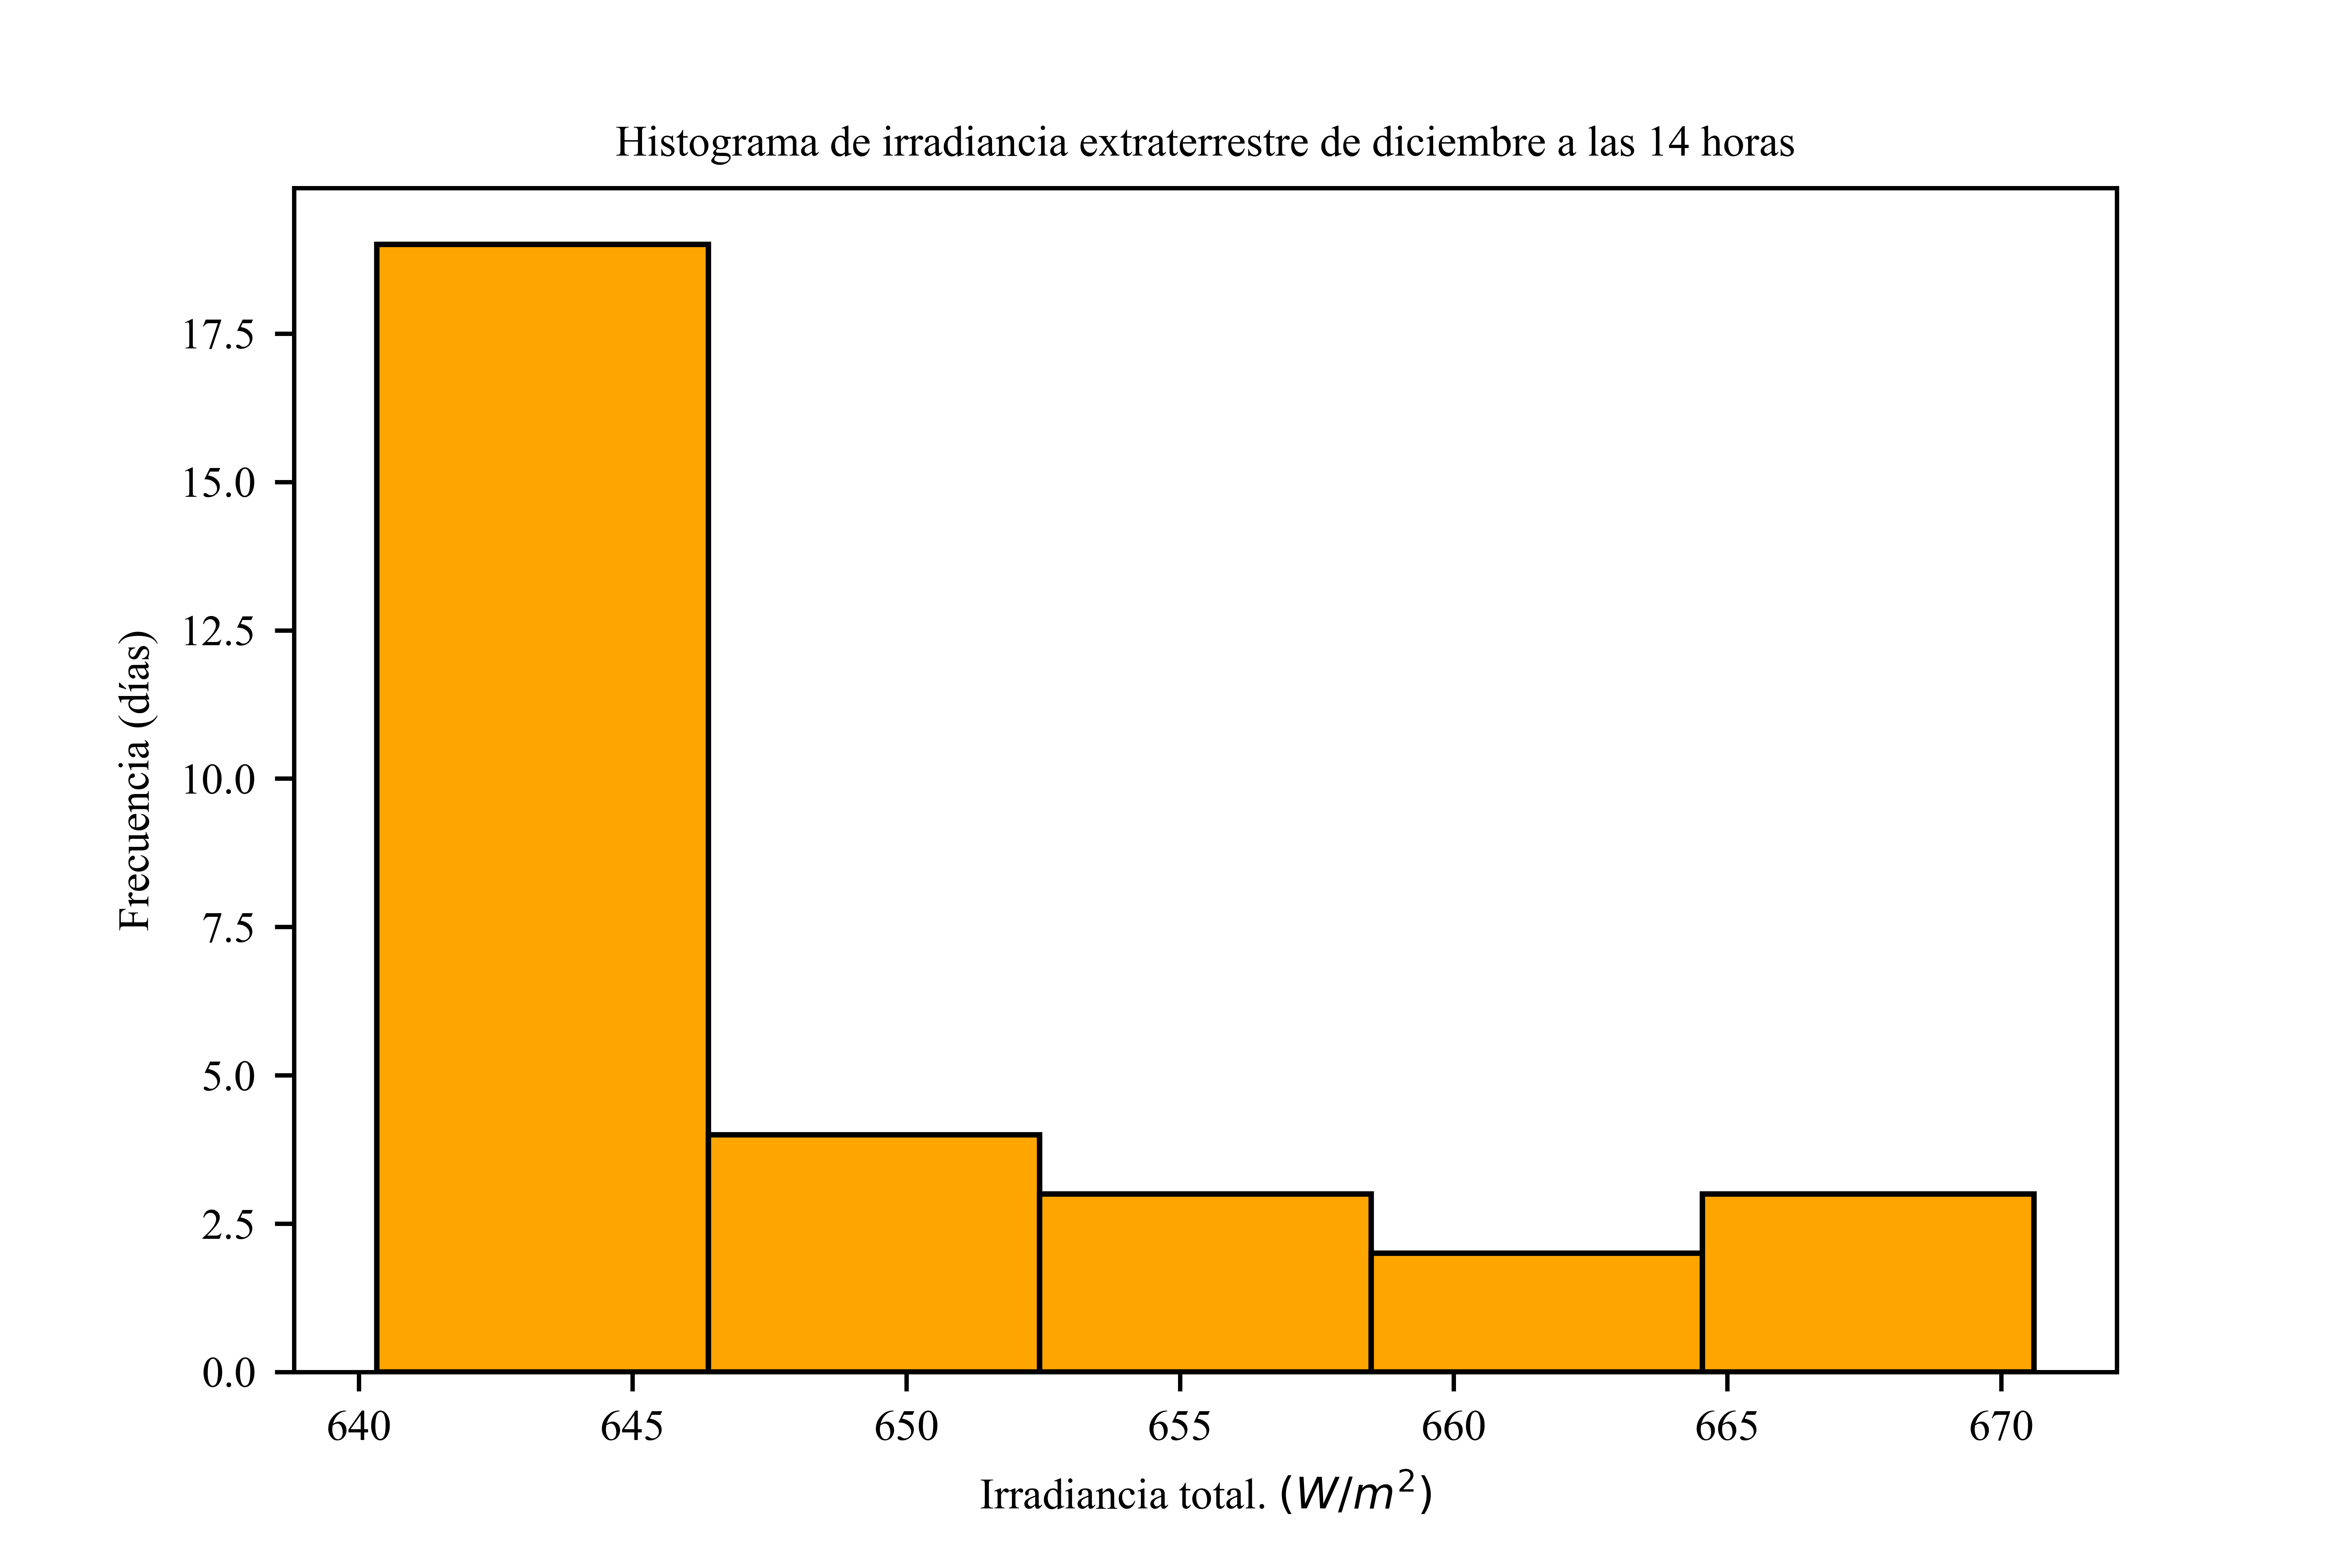 Histograma de irradiancia extraterrestre de diciembre a las 14 horas
Frecuencia (días)
17.5
15.0
12.5
10.0
7.5
5.0
2.5
0.0
640 645 650 655 660 665 670
Irradiancia total. (W/m²)